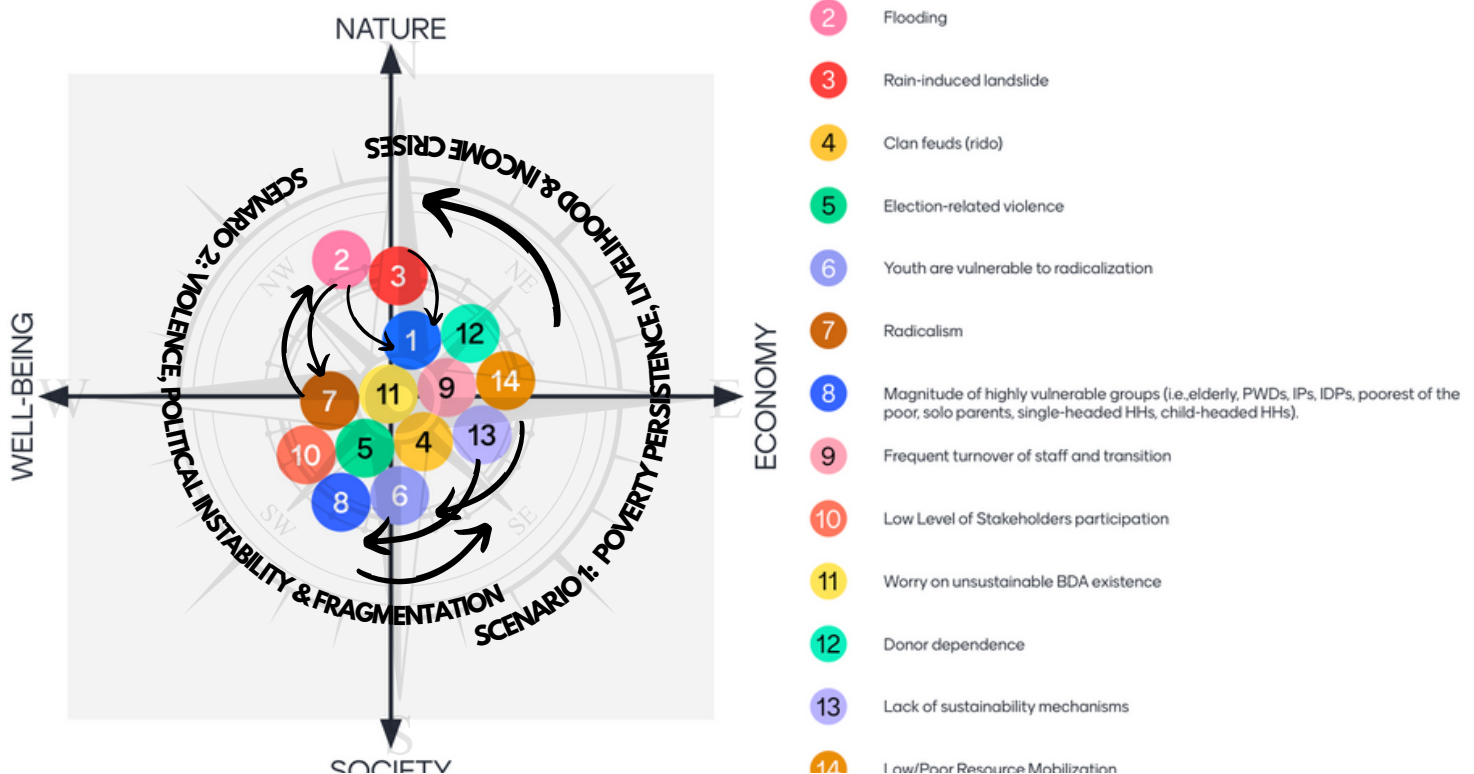 NATURE
N
SCENARIO 2: VIOLENCE, POLITICAL INSTABILITY & FRAGMENTATION
SCENARIO 1: POVERTY PERSISTENCE, LIVELIHOOD & INCOME CRISES
NW
NE
2
3
1
12
WELL-BEING
W
7
11
9
14
E
ECONOMY
10
5
4
13
8
6
SW
SE
S
SOCIETY
2 Flooding
3 Rain-induced landslide
4 Clan feuds (rido)
5 Election-related violence
6 Youth are vulnerable to radicalization
7 Radicalism
8 Magnitude of highly vulnerable groups (i.e.,elderly, PWDs, IPs, IDPs, poorest of the
poor, solo parents, single-headed HHs, child-headed HHs).
9 Frequent turnover of staff and transition
10 Low Level of Stakeholders participation
11 Worry on unsustainable BDA existence
12 Donor dependence
13 Lack of sustainability mechanisms
14 Low/Poor Resource Mobilization